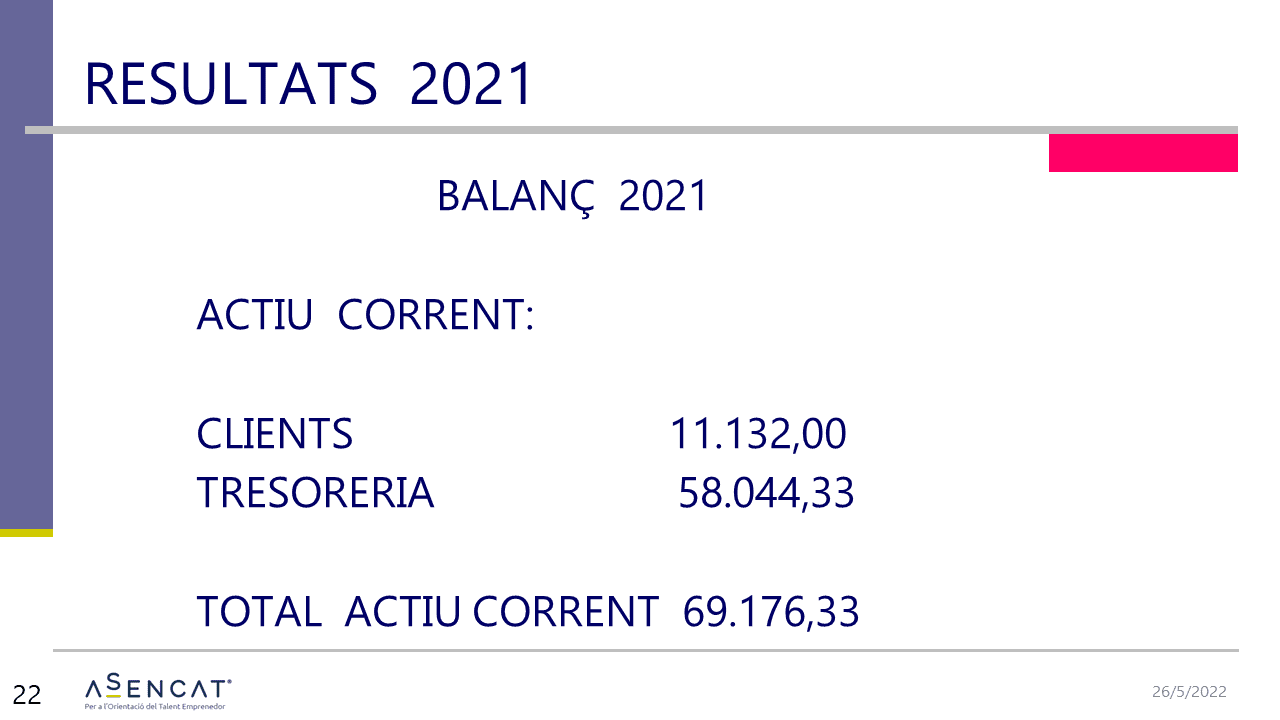 RESULTATS 2021
BALANÇ 2021
ACTIU CORRENT:
CLIENTS 11.132,00
TRESORERIA 58.044,33
TOTAL ACTIU CORRENT 69.176,33
22
ASENCAT®
Per a l'Orientació del Talent Emprenedor
26/5/2022